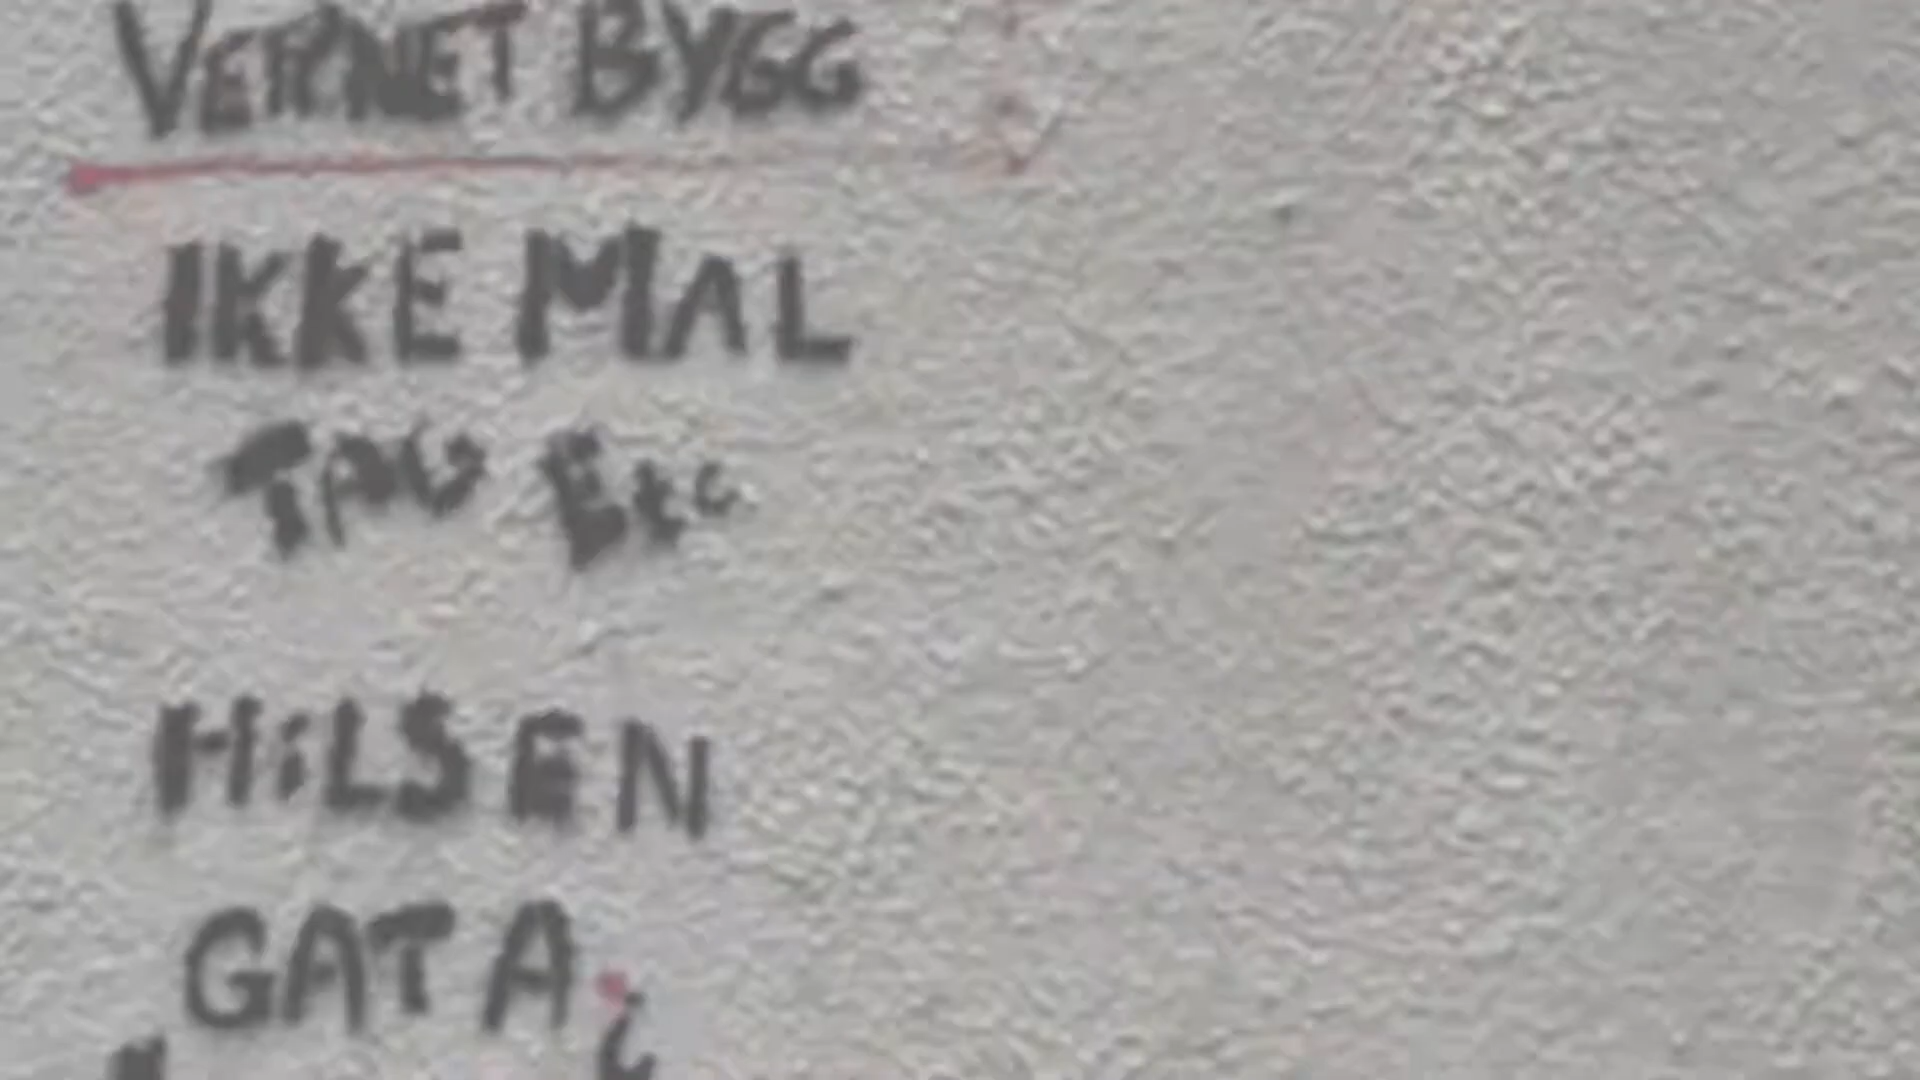 VERNET BYGG
IKKE MAL
TAG Etc
HiLSEN
GATA